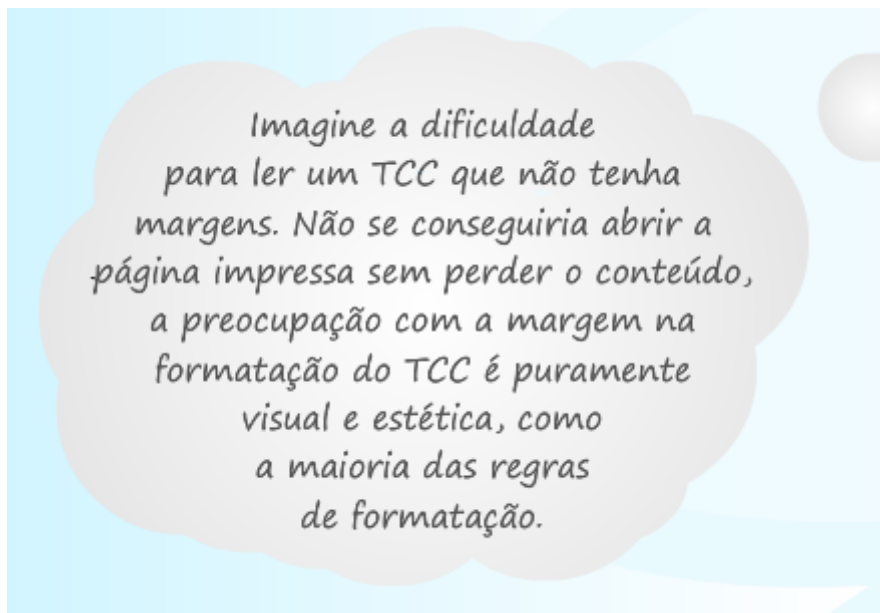 Imagine a dificuldade
para ler um TCC que não tenha
margens. Não se conseguiria abrir a
página impressa sem perder o conteúdo,
a preocupação com a margem na
formatação do TCC é puramente
visual e estética, como
a maioria das regras
de formatação.